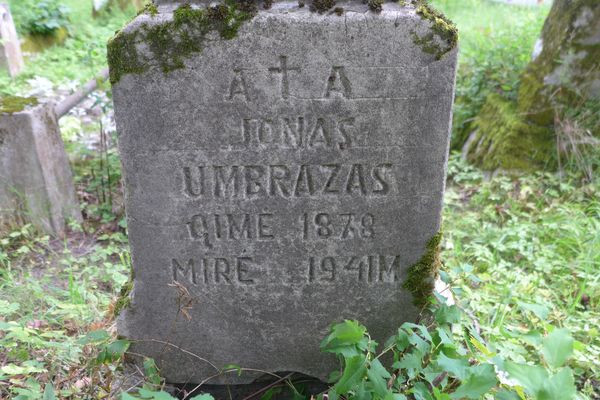 A † A
JONAS
UMBRAZAS
GIMĖ 1878
MIRĖ 1941M